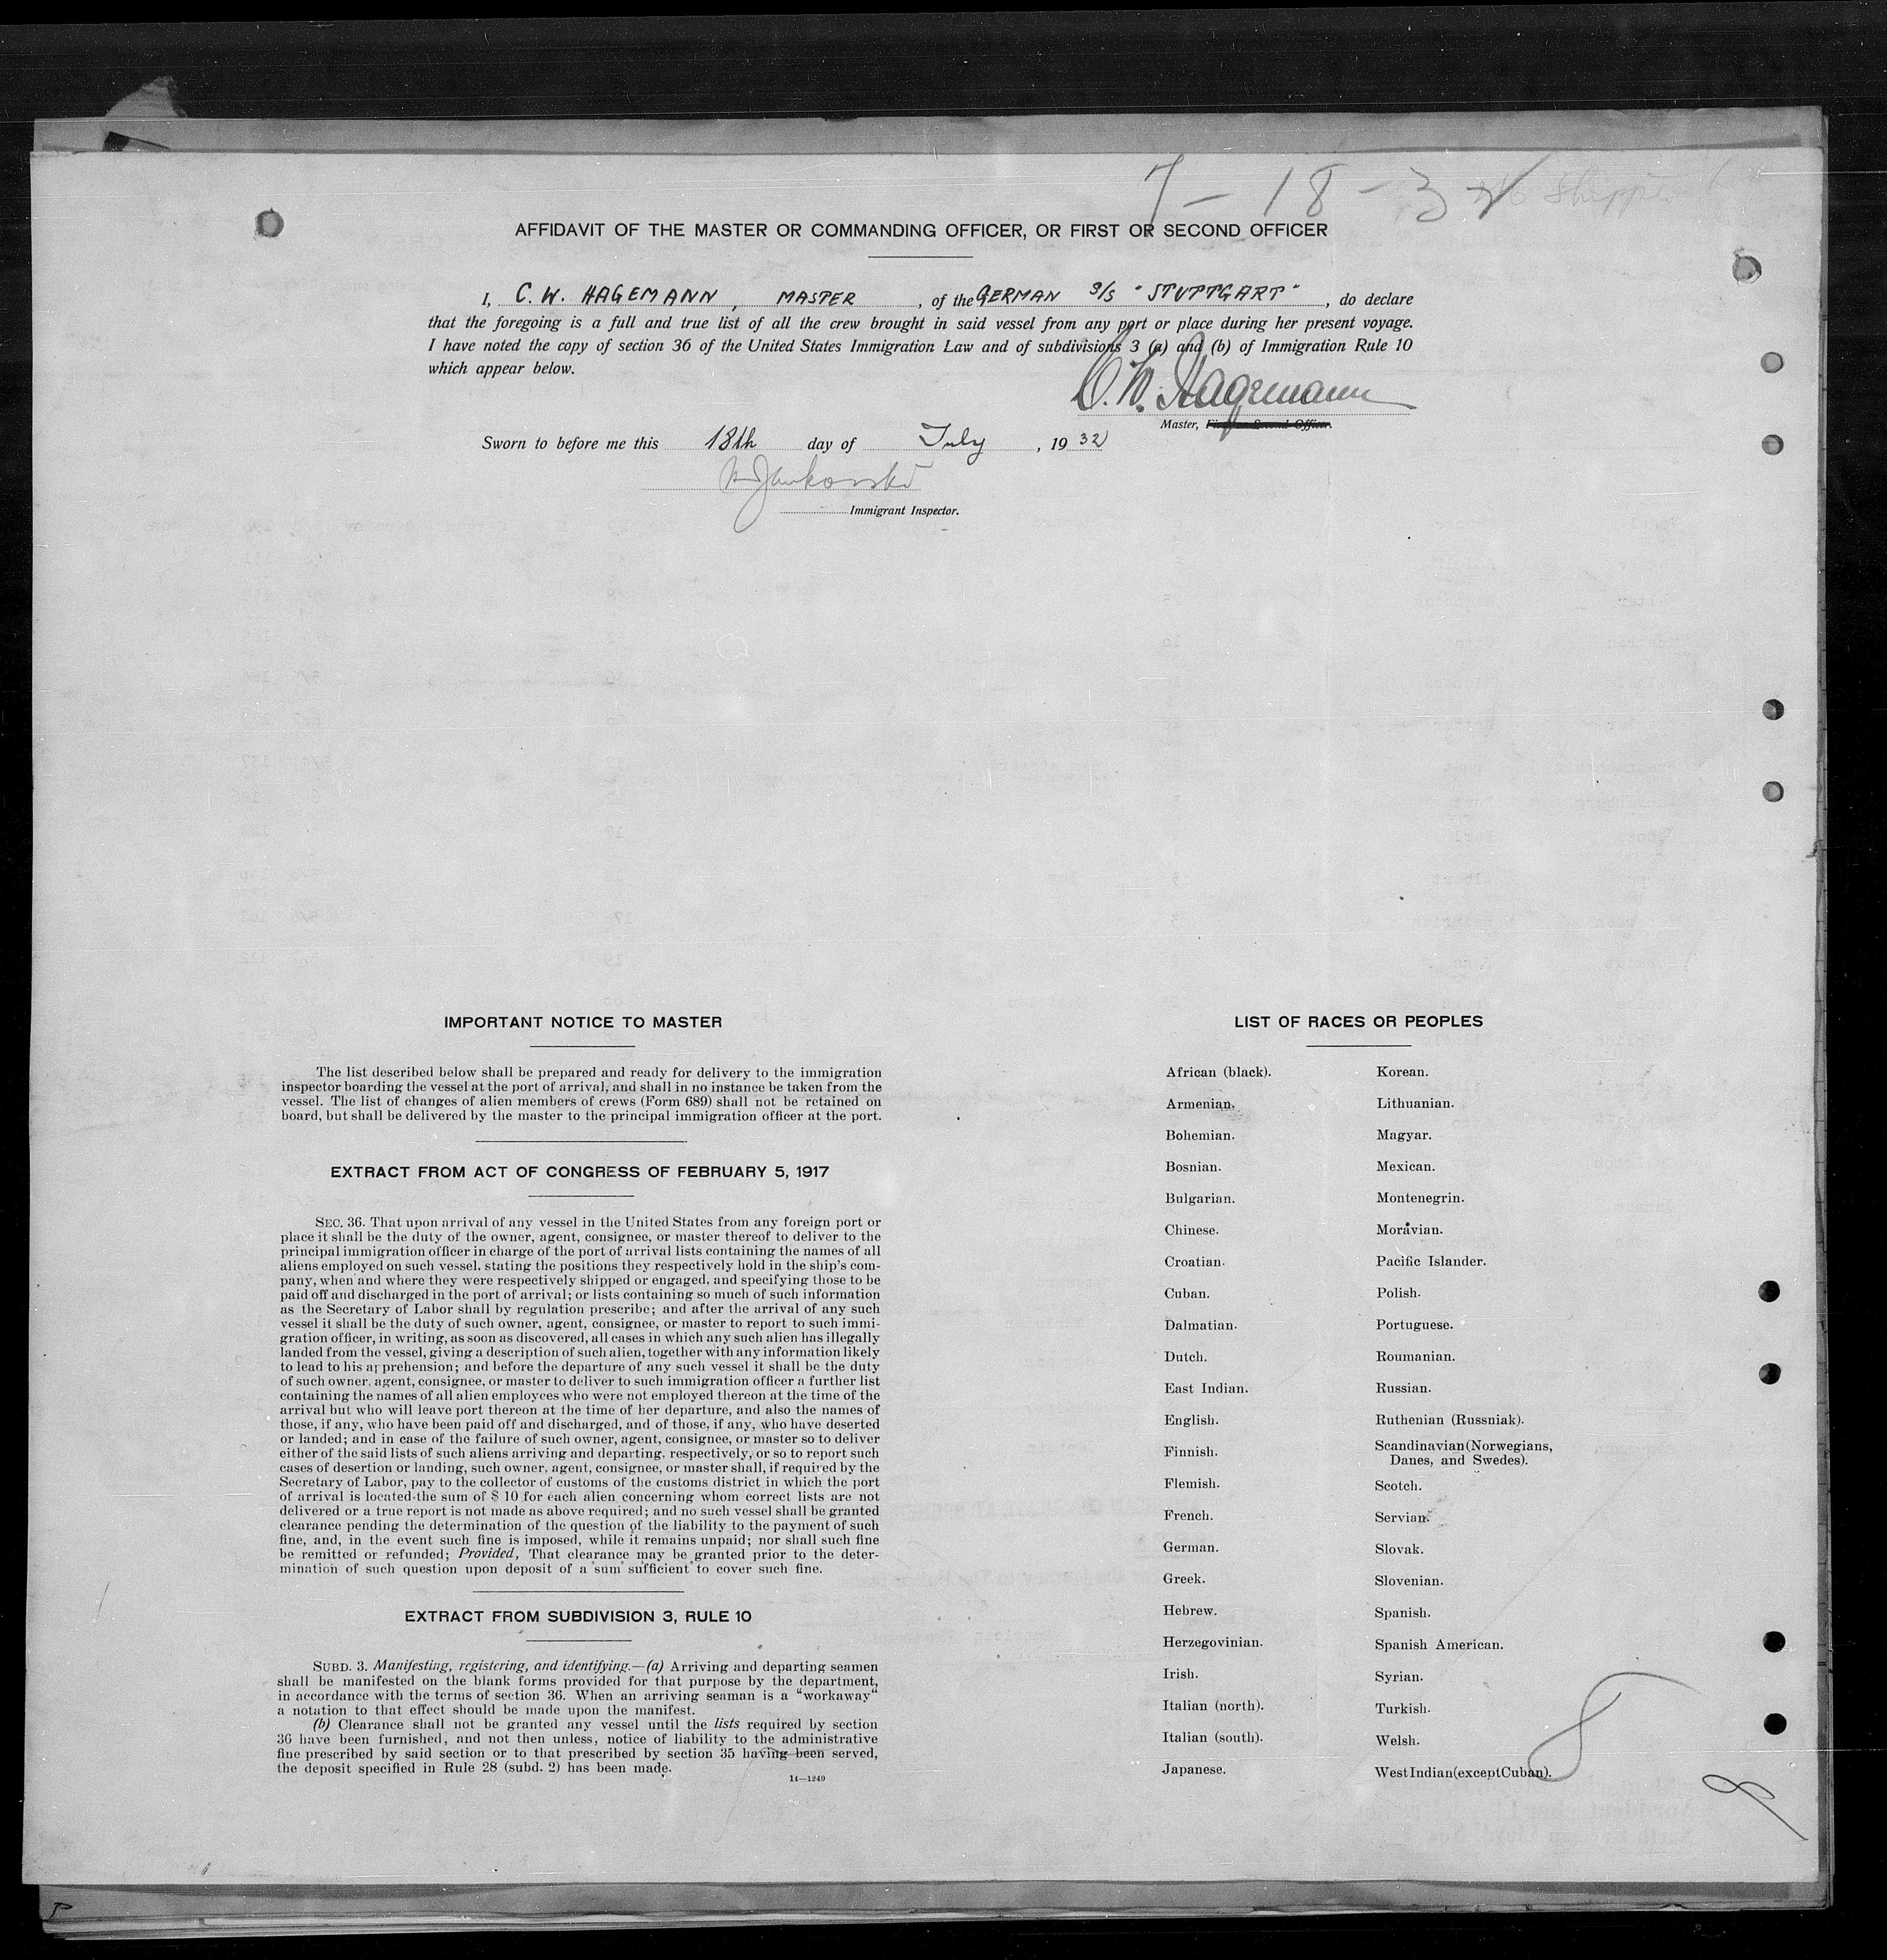 7-18-32
AFFIDAVIT OF THE MASTER OR COMMANDING OFFICER, OR FIRST OR SECOND OFFICER
I, C. W. HAGEMANN, MASTER, of the GERMAN S/S "STUTTGART", do declare
that the foregoing is a full and true list of all the crew brought in said vessel from any port or place during her present voyage.
I have noted the copy of section 36 of the United States Immigration Law and of subdivisions 3 (a) and (b) of Immigration Rule 10
which appear below.
C. W. Hagemann
Master, First or Second Officer.
Sworn to before me this 18th day of July, 1932
Jankowski
Immigrant Inspector.
IMPORTANT NOTICE TO MASTER
The list described below shall be prepared and ready for delivery to the immigration
inspector boarding the vessel at the port of arrival, and shall in no instance be taken from the
vessel. The list of changes of alien members of crews (Form 689) shall not be retained on
board, but shall be delivered by the master to the principal immigration officer at the port.
EXTRACT FROM ACT OF CONGRESS OF FEBRUARY 5, 1917
SEC. 36. That upon arrival of any vessel in the United States from any foreign port or
place it shall be the duty of the owner, agent, consignee, or master thereof to deliver to the
principal immigration officer in charge of the port of arrival lists containing the names of all
aliens employed on such vessel, stating the positions they respectively hold in the ship's com-
pany, when and where they were respectively shipped or engaged, and specifying those to be
paid off and discharged in the port of arrival; or lists containing so much of such information
as the Secretary of Labor shall by regulation prescribe; and after the arrival of any such
vessel it shall be the duty of such owner, agent, consignee, or master to report to such immi-
gration officer, in writing, as soon as discovered, all cases in which any such alien has illegally
landed from the vessel, giving a description of such alien, together with any information likely
to lead to his apprehension; and before the departure of any such vessel it shall be the duty
of such owner, agent, consignee, or master to deliver to such immigration officer a further list
containing the names of all alien employees who were not employed thereon at the time of the
arrival but who will leave port thereon at the time of her departure, and also the names of
those, if any, who have been paid off and discharged, and of those, if any, who have deserted
or landed; and in case of the failure of such owner, agent, consignee, or master so to deliver
either of the said lists of such aliens arriving and departing, respectively, or so to report such
cases of desertion or landing, such owner, agent, consignee, or master shall, if required by the
Secretary of Labor, pay to the collector of customs of the customs district in which the port
of arrival is located the sum of $ 10 for each alien concerning whom correct lists are not
delivered or a true report is not made as above required; and no such vessel shall be granted
clearance pending the determination of the question of the liability to the payment of such
fine, and, in the event such fine is imposed, while it remains unpaid; nor shall such fine
be remitted or refunded; Provided, That clearance may be granted prior to the deter-
mination of such question upon deposit of a sum sufficient to cover such fine.
EXTRACT FROM SUBDIVISION 3, RULE 10
SUBD. 3. Manifesting, registering, and identifying.—(a) Arriving and departing seamen
shall be manifested on the blank forms provided for that purpose by the department,
in accordance with the terms of section 36. When an arriving seaman is a "workaway"
a notation to that effect should be made upon the manifest.
(b) Clearance shall not be granted any vessel until the lists required by section
36 have been furnished, and not then unless, notice of liability to the administrative
fine prescribed by said section or to that prescribed by section 35 having been served,
the deposit specified in Rule 28 (subd. 2) has been made.
14—1240
LIST OF RACES OR PEOPLES
African (black).
Armenian.
Bohemian.
Bosnian.
Bulgarian.
Chinese.
Croatian.
Cuban.
Dalmatian.
Dutch.
East Indian.
English.
Finnish.
Flemish.
French.
German.
Greek.
Hebrew.
Herzegovinian.
Irish.
Italian (north).
Italian (south).
Japanese.
Korean.
Lithuanian.
Magyar.
Mexican.
Montenegrin.
Moravian.
Pacific Islander.
Polish.
Portuguese.
Roumanian.
Russian.
Ruthenian (Russniak).
Scandinavian (Norwegians,
Danes, and Swedes).
Scotch.
Servian.
Slovak.
Slovenian.
Spanish.
Spanish American.
Syrian.
Turkish.
Welsh.
West Indian (except Cuban).
8
8